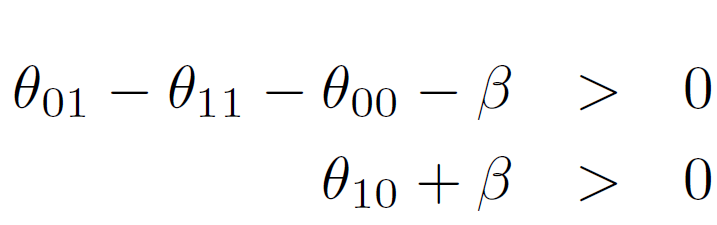 θ₀₁ − θ₁₁ − θ₀₀ − β > 0
θ₁₀ + β > 0